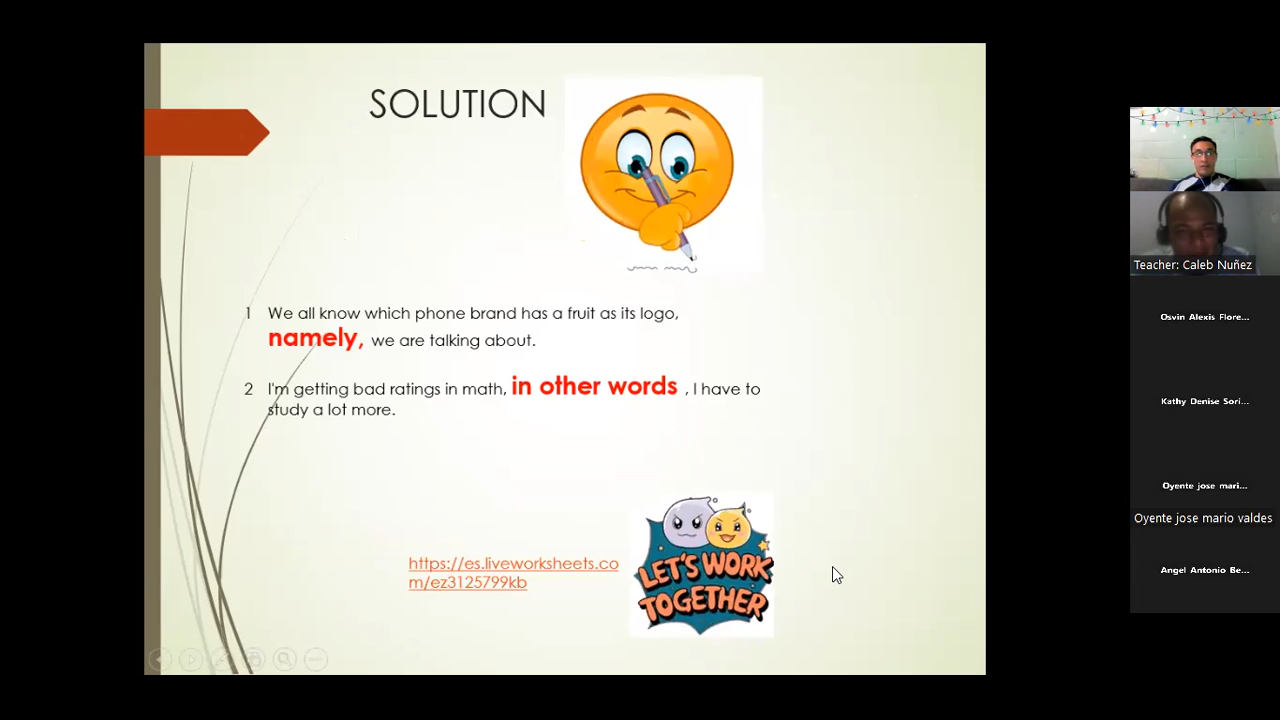 SOLUTION
1 We all know which phone brand has a fruit as its logo,
namely, we are talking about.
2 I'm getting bad ratings in math, in other words , I have to
study a lot more.
https://es.liveworksheets.co
m/ez3125799kb
LET'S WORK
TOGETHER
Teacher: Caleb Nuñez
Osvin Alexis Flore...
Kathy Denise Sori...
Oyente jose mari...
Oyente jose mario valdes
Angel Antonio Be...